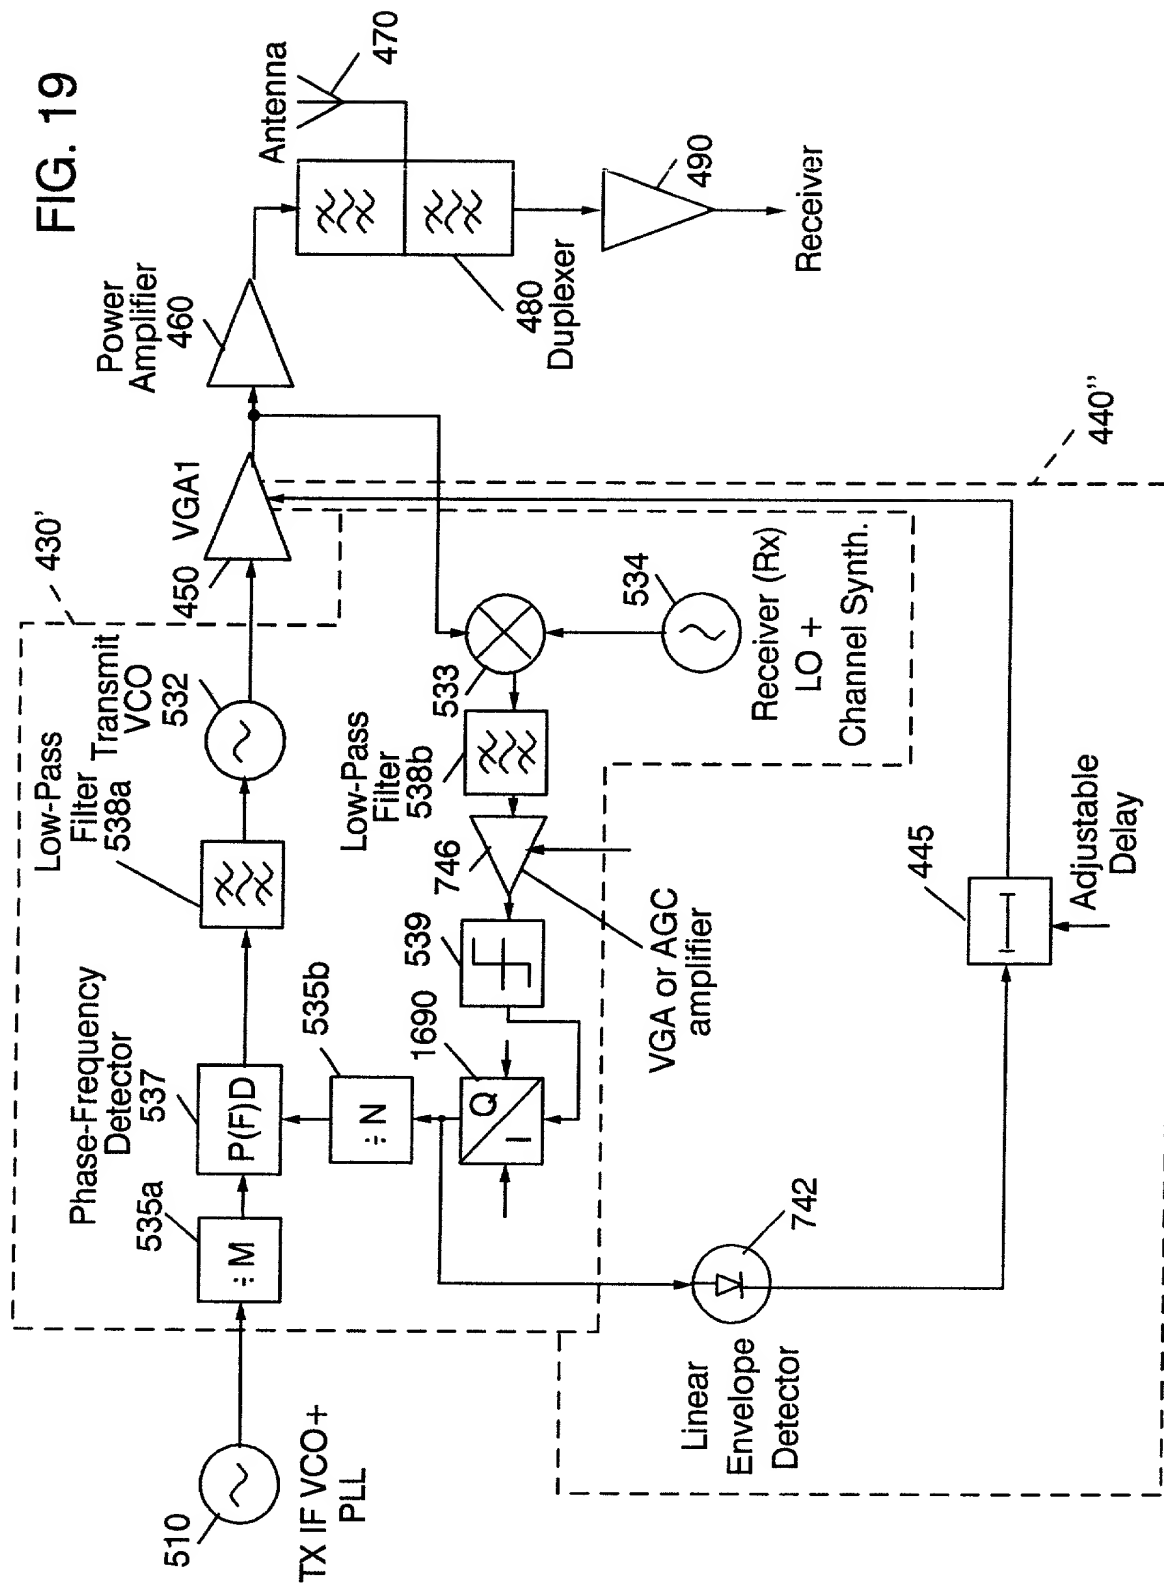 FIG. 19
Antenna
470
Power
Amplifier
460
VGA1
450
430'
Transmit
VCO
532
Low-Pass
Filter
538a
Phase-Frequency
Detector
537
P(F)D
535a
÷M
510
TX IF VCO+
PLL
535b
÷N
1690
Q
I
539
746
VGA or AGC
amplifier
Low-Pass
Filter
538b
533
534
Receiver (Rx)
LO +
Channel Synth.
480
Duplexer
490
Receiver
440"
445
Adjustable
Delay
742
Linear
Envelope
Detector